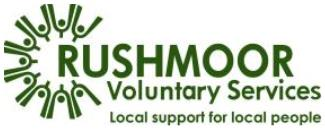 RUSHMOOR
Voluntary Services
Local support for local people